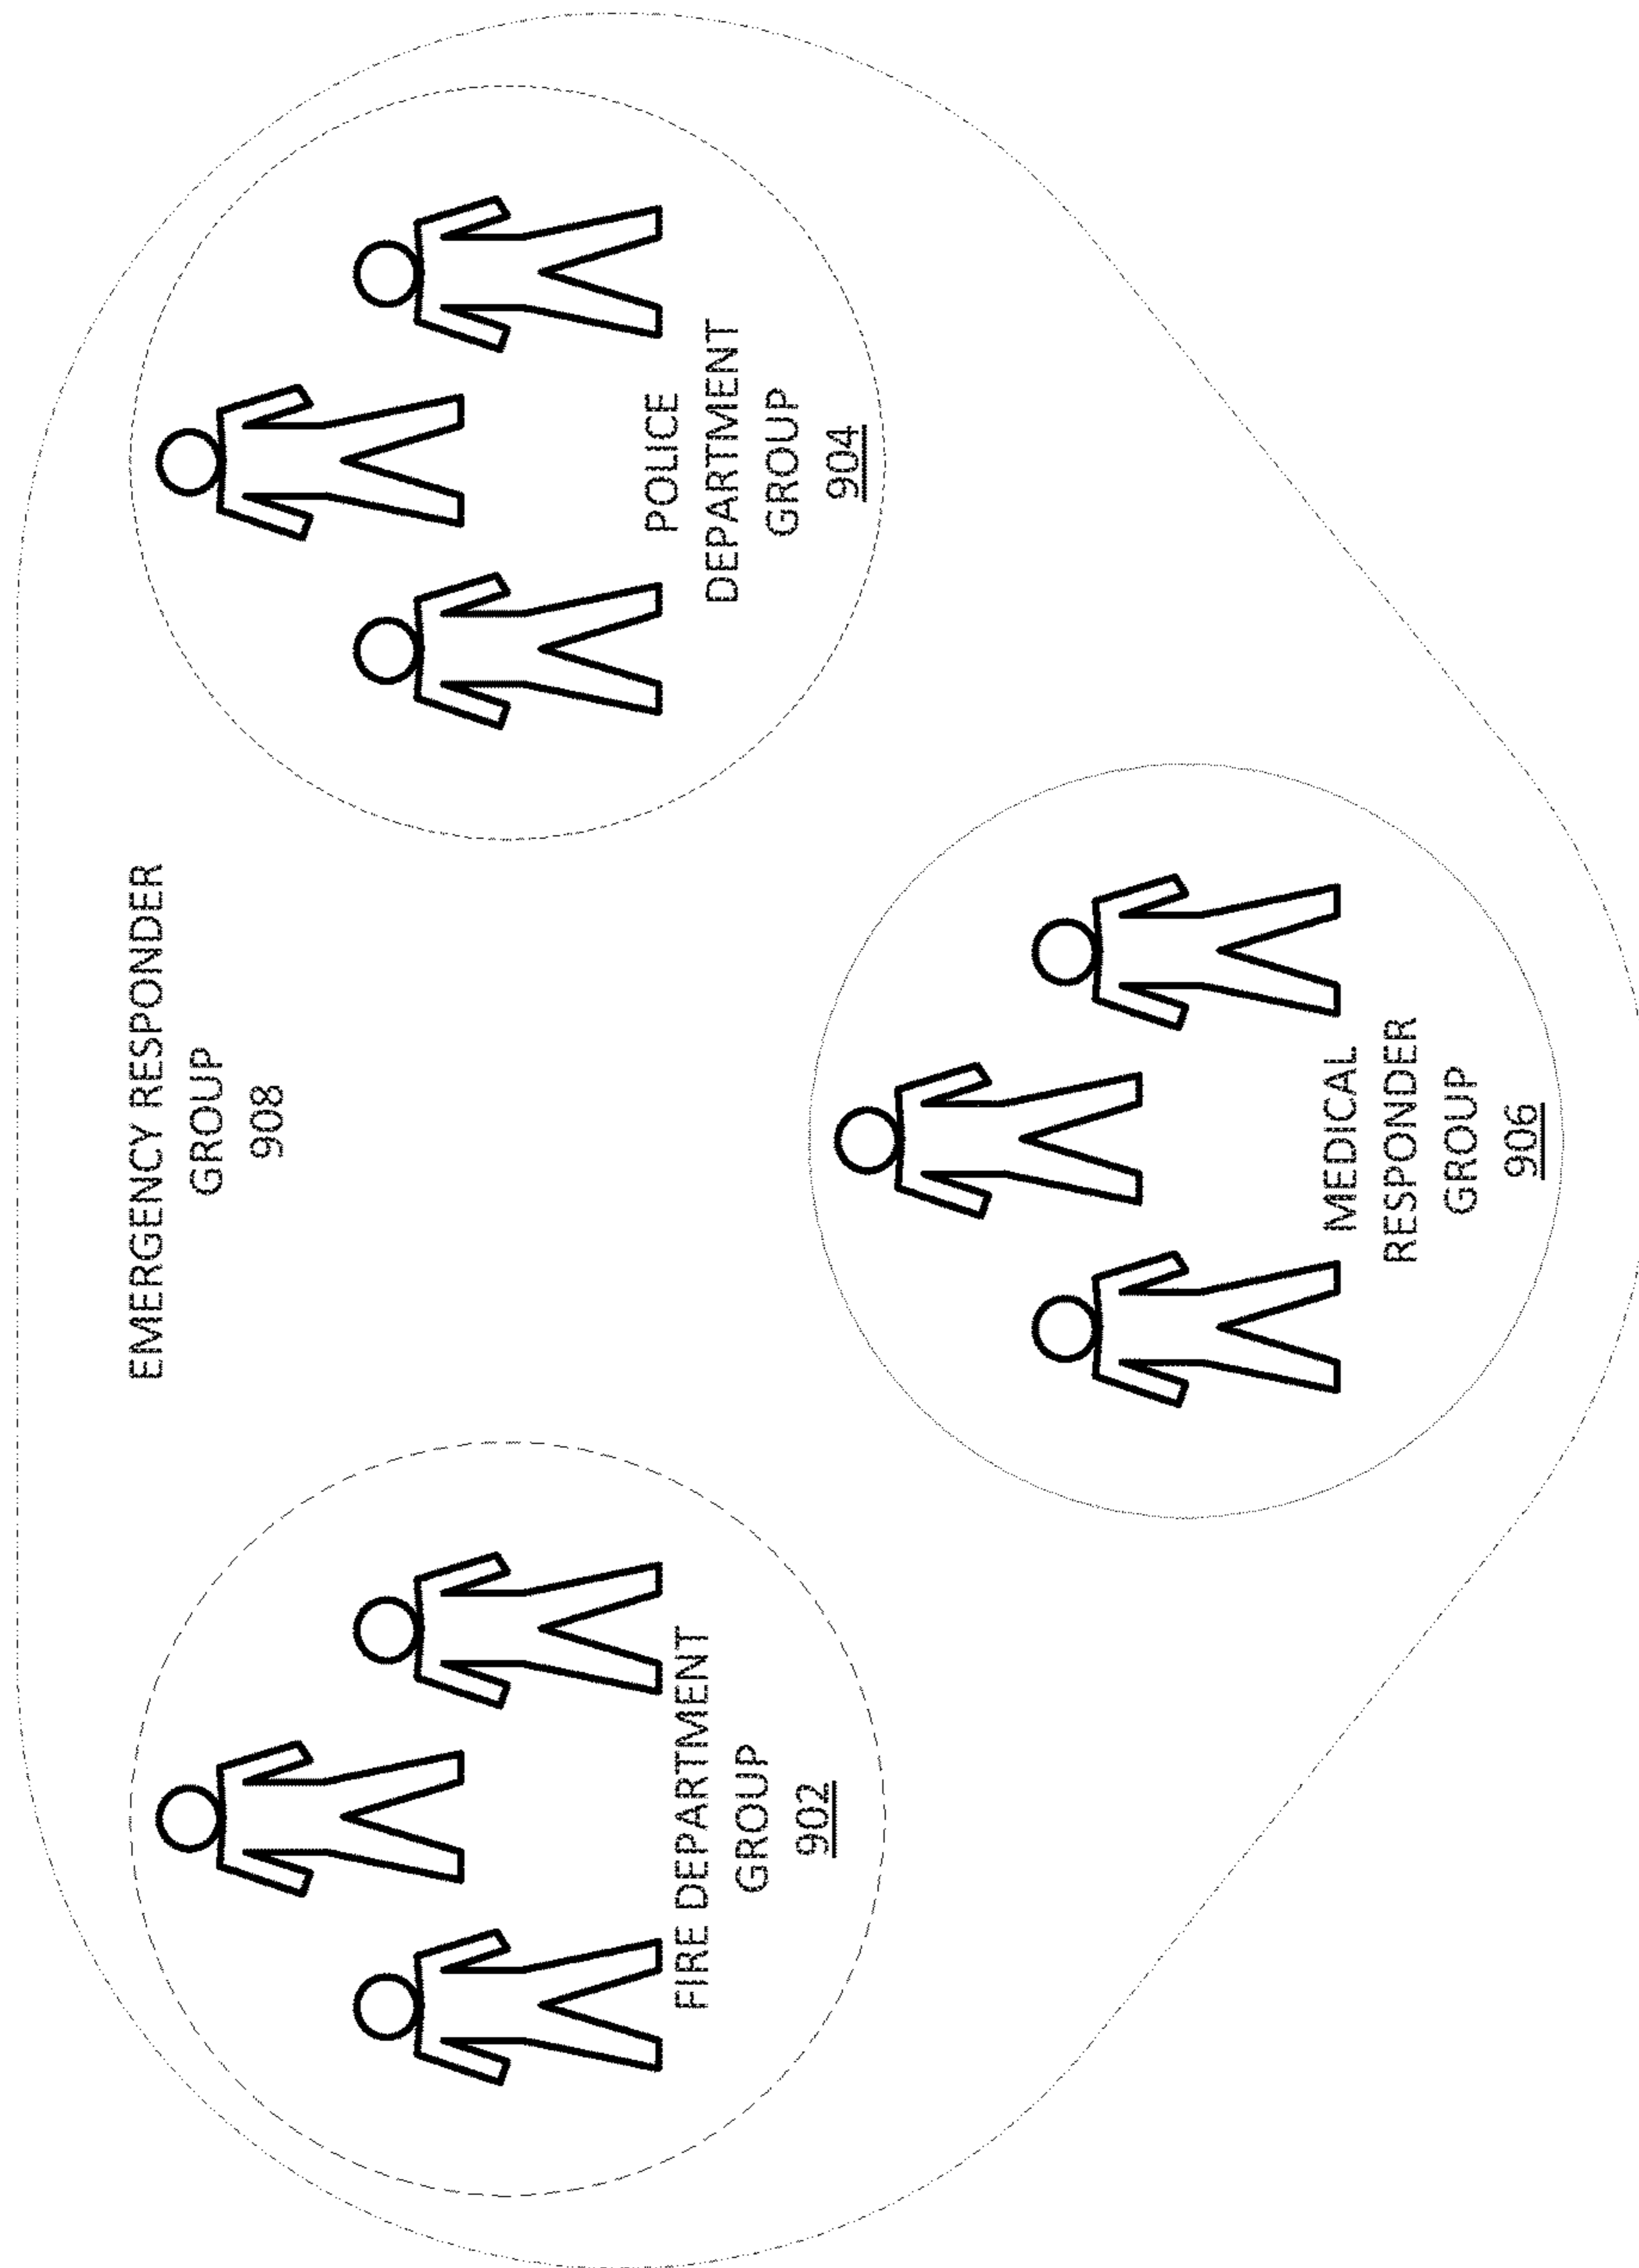 EMERGENCY RESPONDER
GROUP
908
FIRE DEPARTMENT
GROUP
902
POLICE
DEPARTMENT
GROUP
904
MEDICAL
RESPONDER
GROUP
906